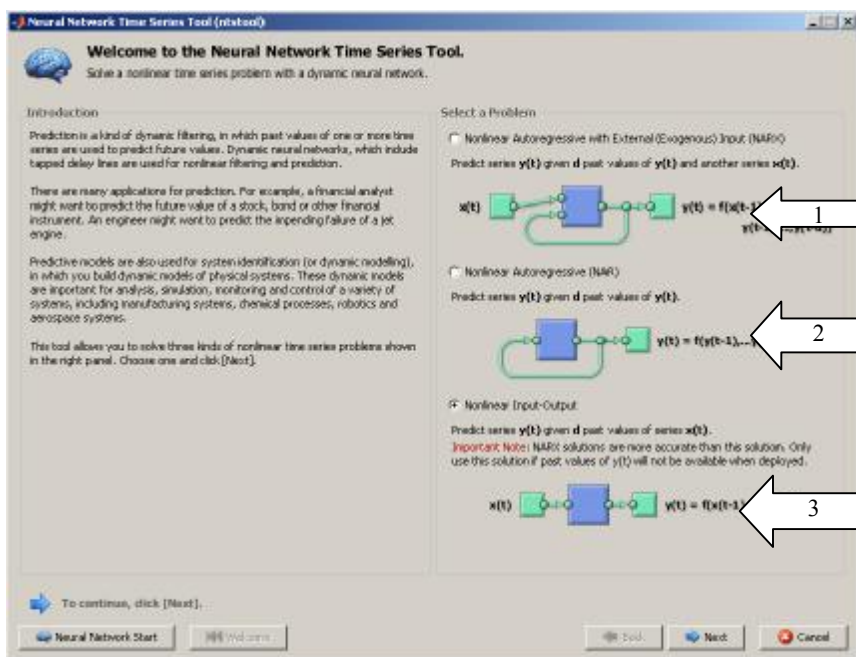 Neural Network Time Series Tool (ntstool)
Welcome to the Neural Network Time Series Tool.
Solve a nonlinear time series problem with a dynamic neural network.
Introduction
Prediction is a kind of dynamic filtering, in which past values of one or more time
series are used to predict future values. Dynamic neural networks, which include
tapped delay lines are used for nonlinear filtering and prediction.
There are many applications for prediction. For example, a financial analyst
might want to predict the future value of a stock, bond or other financial
instrument. An engineer might want to predict the impending failure of a jet
engine.
Predictive models are also used for system identification (or dynamic modelling),
in which you build dynamic models of physical systems. These dynamic models
are important for analysis, simulation, monitoring and control of a variety of
systems, including manufacturing systems, chemical processes, robotics and
aerospace systems.
This tool allows you to solve three kinds of nonlinear time series problems shown
in the right panel. Choose one and click [Next].
Select a Problem
Nonlinear Autoregressive with External (Exogenous) Input (NARX)
Predict series y(t) given d past values of y(t) and another series x(t).
x(t)
y(t) = f(x(t-1)
1
Nonlinear Autoregressive (NAR)
Predict series y(t) given d past values of y(t).
y(t) = f(y(t-1),...y
2
Nonlinear Input-Output
Predict series y(t) given d past values of series x(t).
Important Note: NARX solutions are more accurate than this solution. Only
use this solution if past values of y(t) will not be available when deployed.
x(t)
y(t) = f(x(t-1)
3
To continue, click [Next].
Neural Network Start
Welcome
Back
Next
Cancel